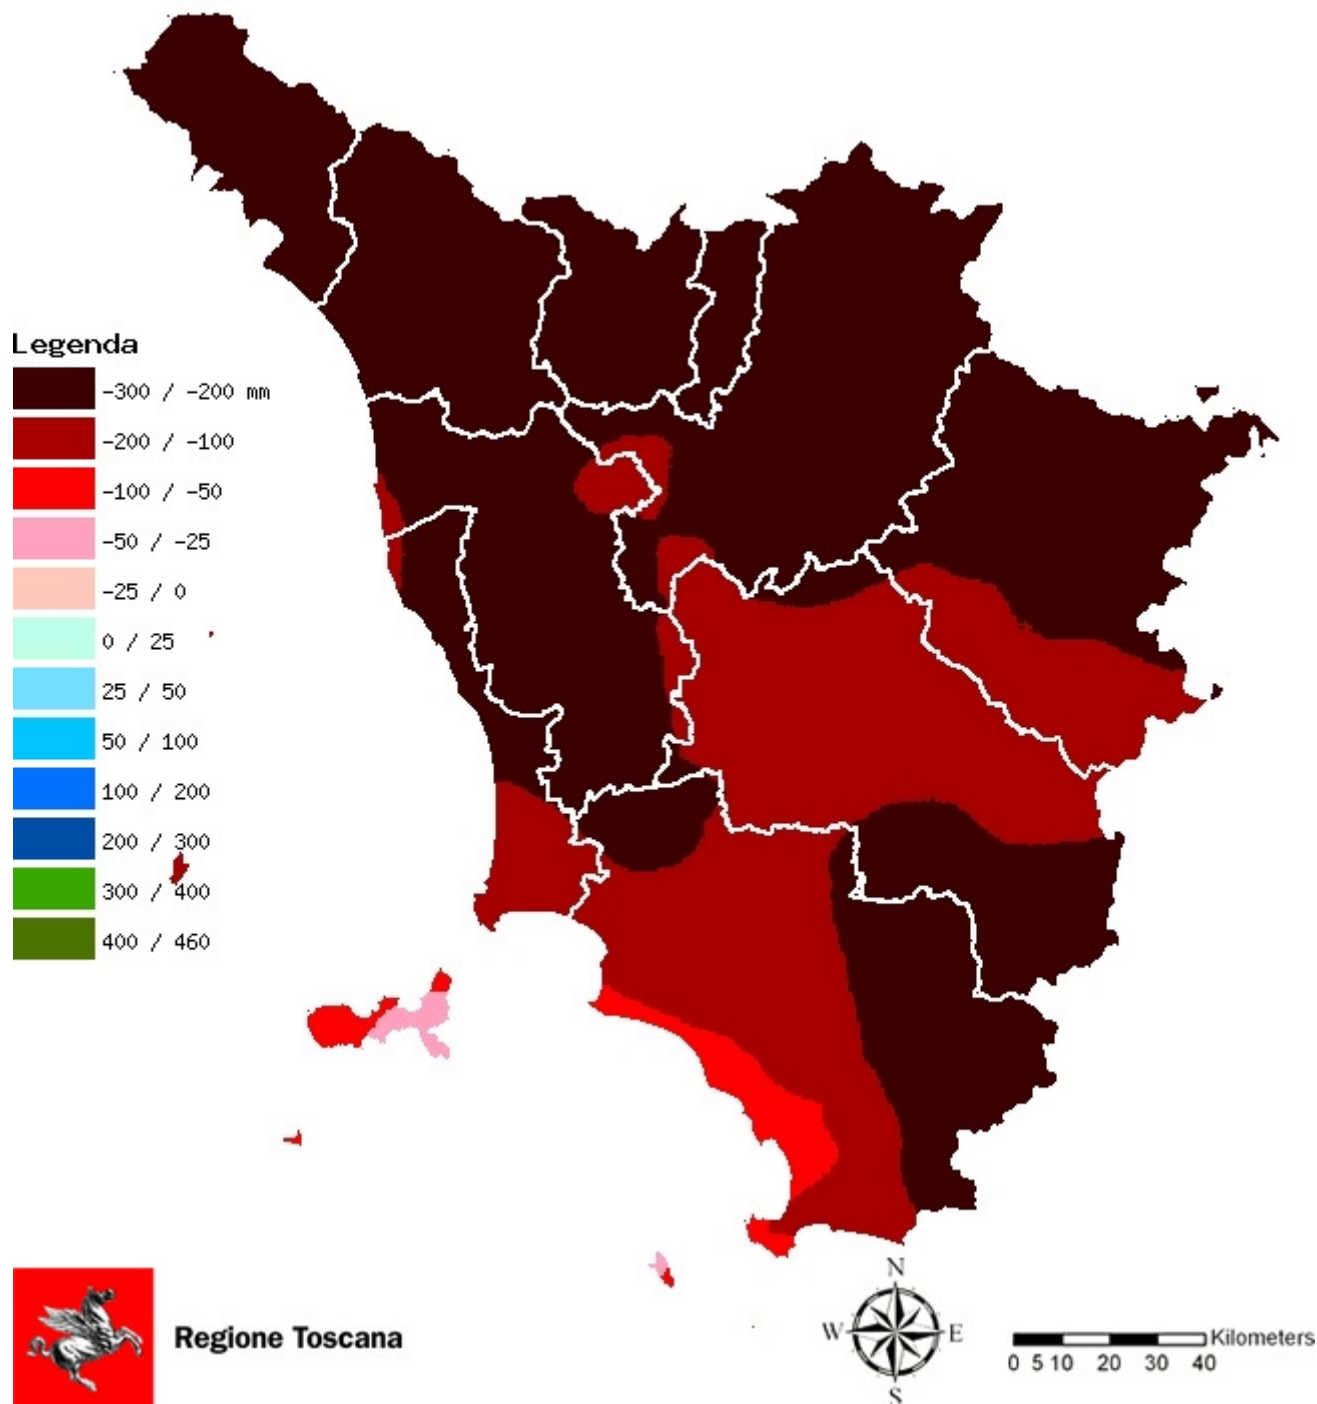 Legenda
-300 / -200 mm
-200 / -100
-100 / -50
-50 / -25
-25 / 0
0 / 25
25 / 50
50 / 100
100 / 200
200 / 300
300 / 400
400 / 460
Regione Toscana
N
W E
S
Kilometers
0 5 10 20 30 40